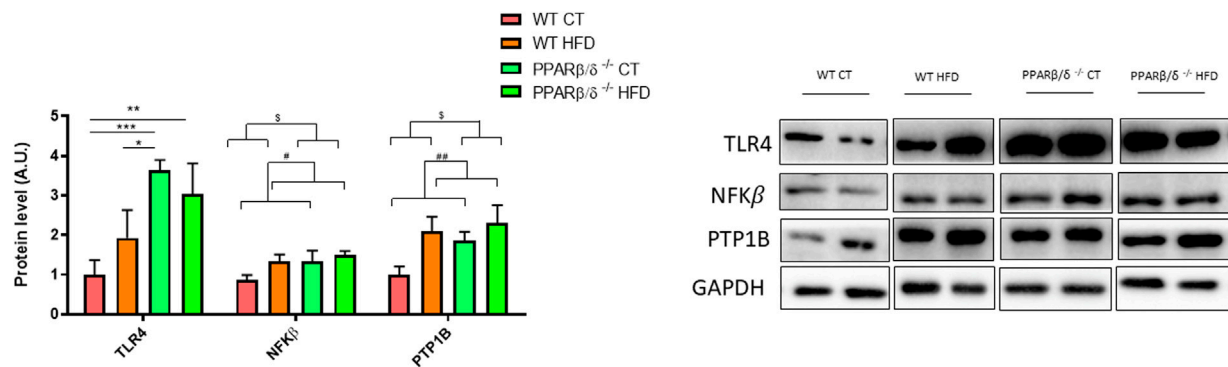 WT CT
WT HFD
PPARβ/δ -/- CT
PPARβ/δ -/- HFD
Protein level (A.U.)
5
4
3
2
1
0
**
***
*
$
#
$
##
TLR4
NFKβ
PTP1B
WT CT
WT HFD
PPARβ/δ -/- CT
PPARβ/δ -/- HFD
TLR4
NFKβ
PTP1B
GAPDH